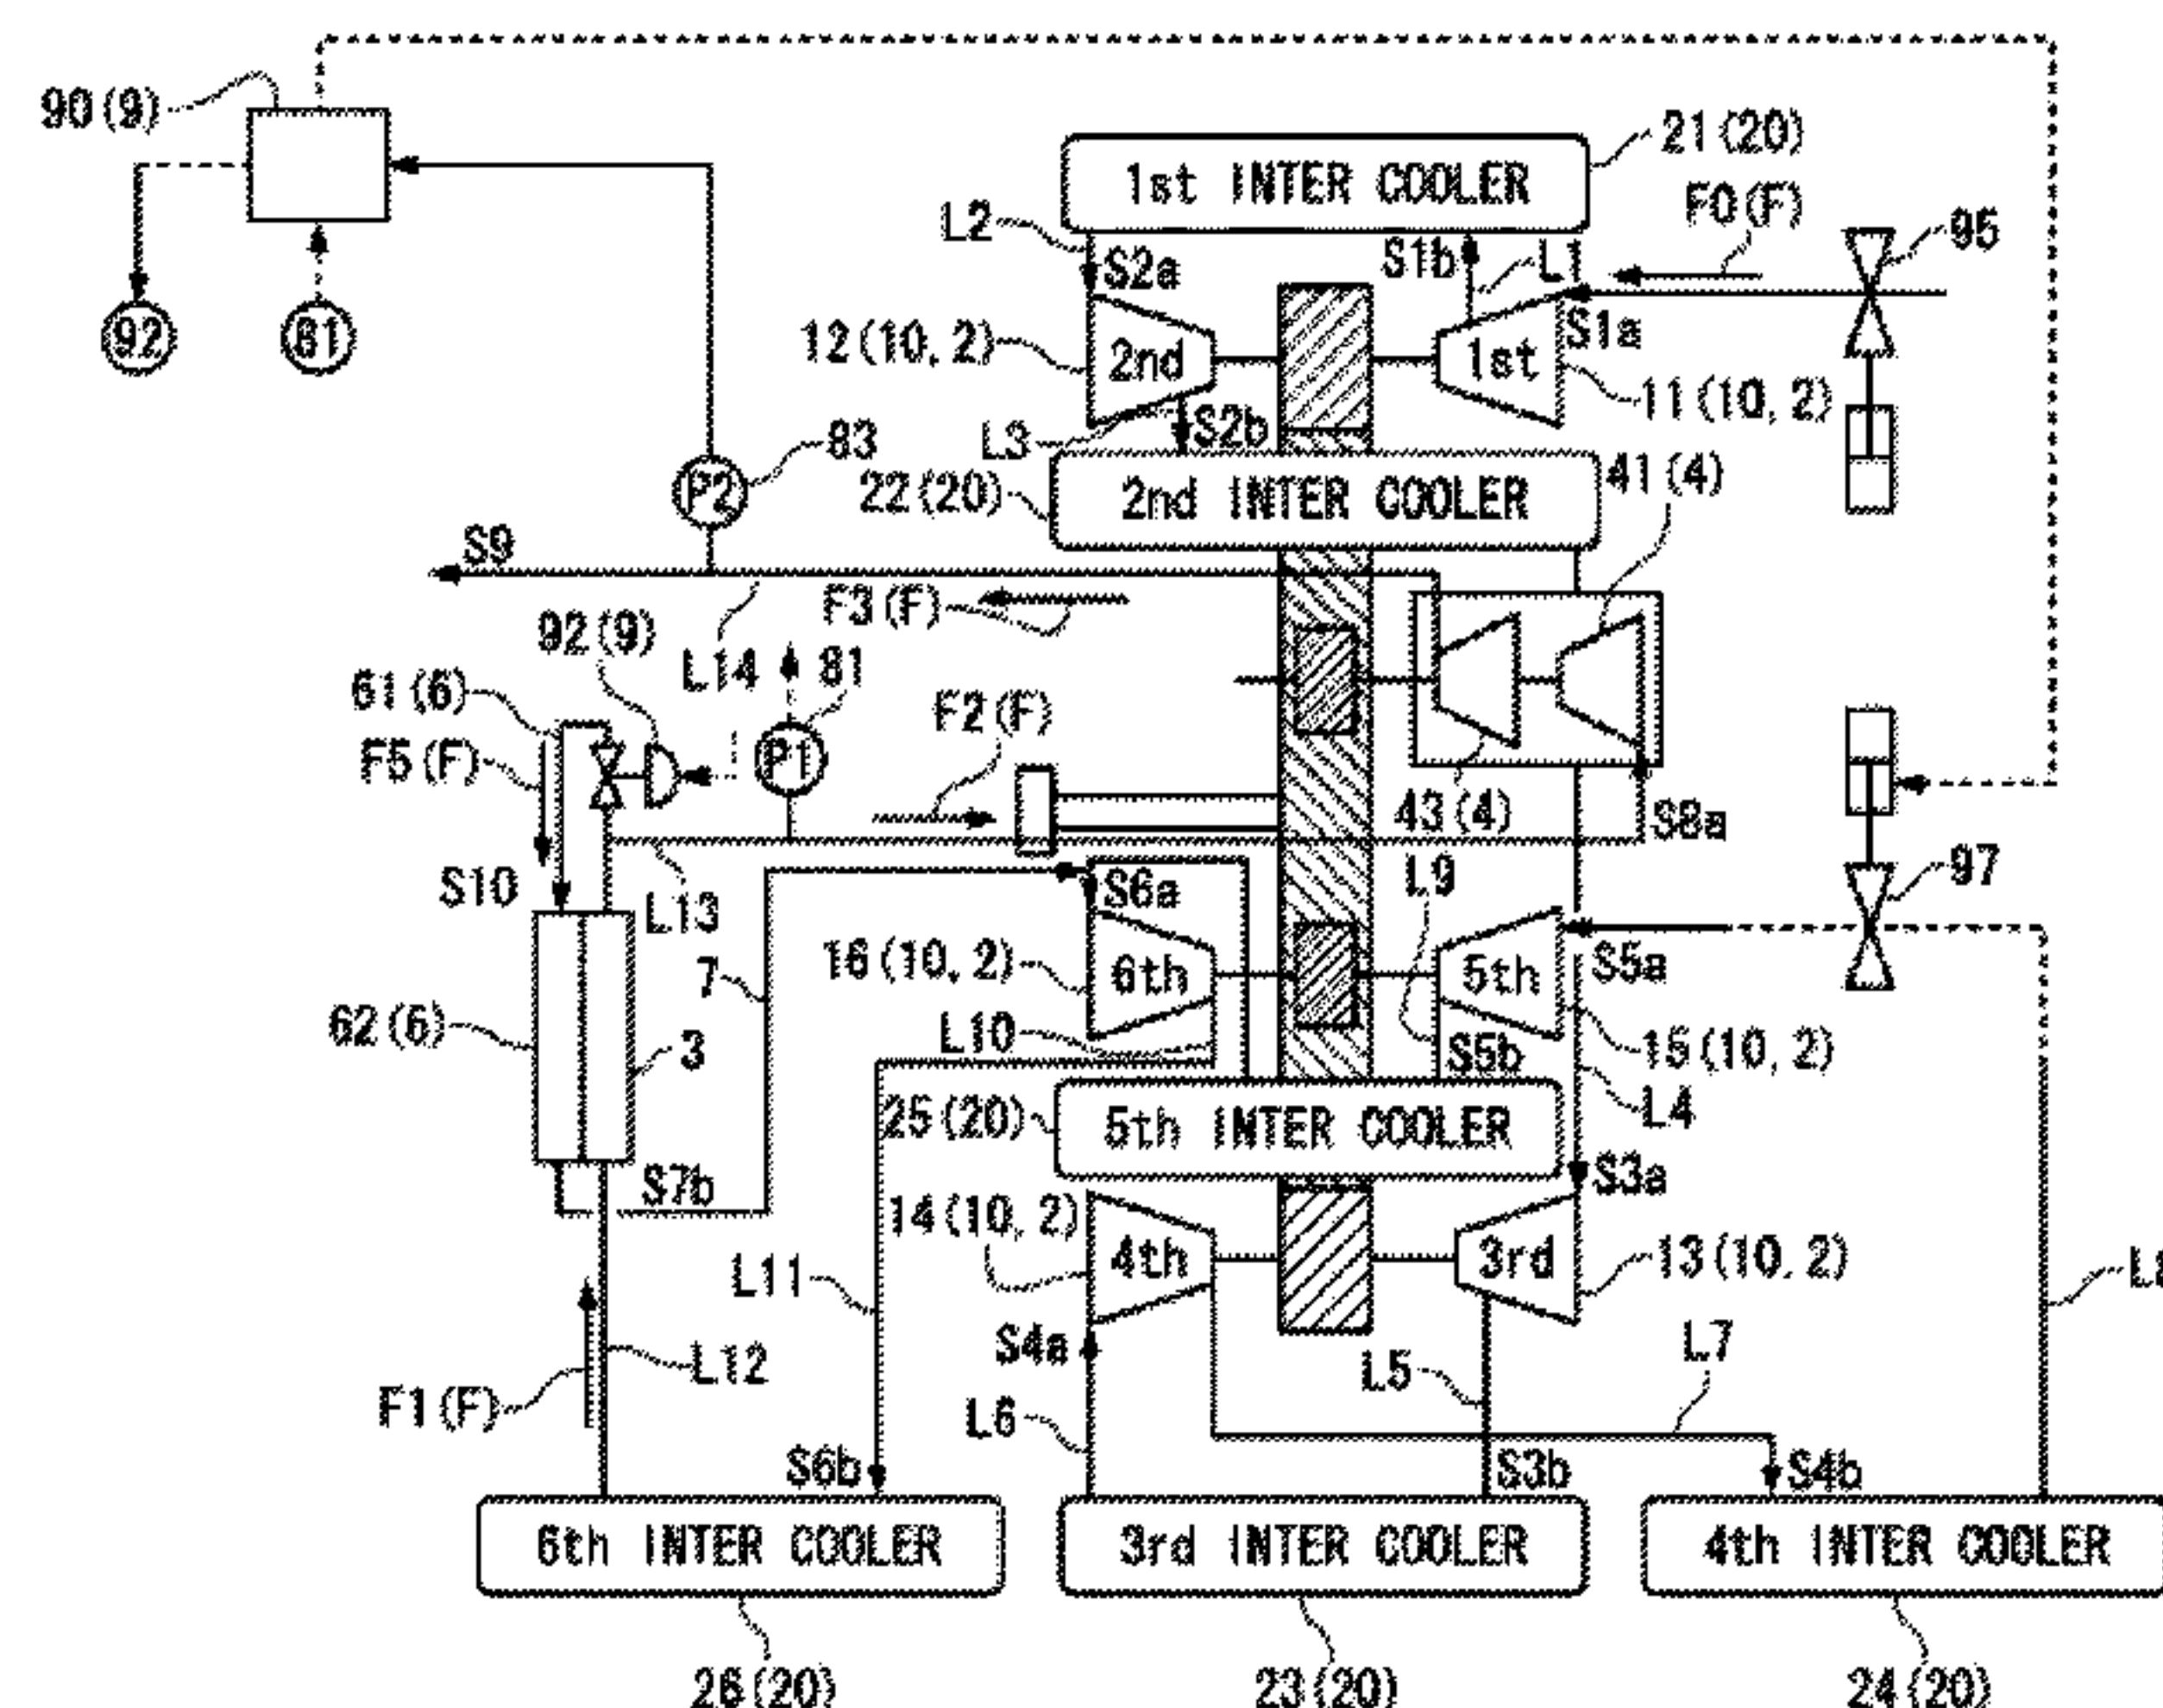 90(9)
21(20)
1st INTER COOLER
F0(F)
L2
95
S2a
S1b
L1
92
81
12(10, 2)
2nd
1st
S1a
11(10, 2)
L3
S2b
83
P2
22(20)
2nd INTER COOLER
41(4)
S9
F3(F)
92(9)
L14
81
61(6)
F2(F)
F5(F)
P1
43(4)
S8a
S10
L13
S6a
L9
97
7
16(10, 2)
6th
5th
S5a
62(6)
3
L10
S5b
15(10, 2)
25(20)
5th INTER COOLER
L4
S7b
S3a
14(10, 2)
4th
3rd
13(10, 2)
L11
S4a
L12
L5
L7
F1(F)
L6
S6b
S3b
S4b
6th INTER COOLER
3rd INTER COOLER
4th INTER COOLER
26(20)
23(20)
24(20)